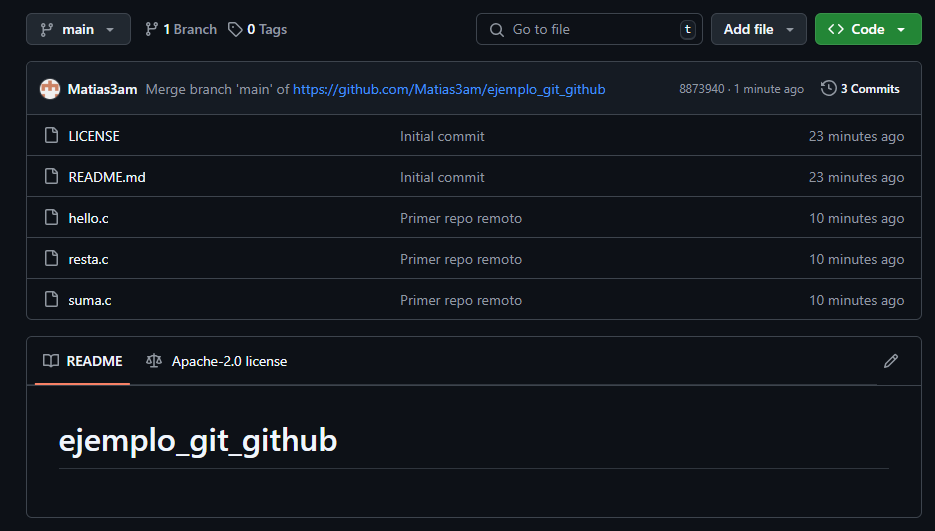 main 1 Branch 0 Tags Go to file t Add file Code
Matias3am Merge branch 'main' of https://github.com/Matias3am/ejemplo_git_github 8873940 · 1 minute ago 3 Commits
LICENSE Initial commit 23 minutes ago
README.md Initial commit 23 minutes ago
hello.c Primer repo remoto 10 minutes ago
resta.c Primer repo remoto 10 minutes ago
suma.c Primer repo remoto 10 minutes ago
README Apache-2.0 license
ejemplo_git_github